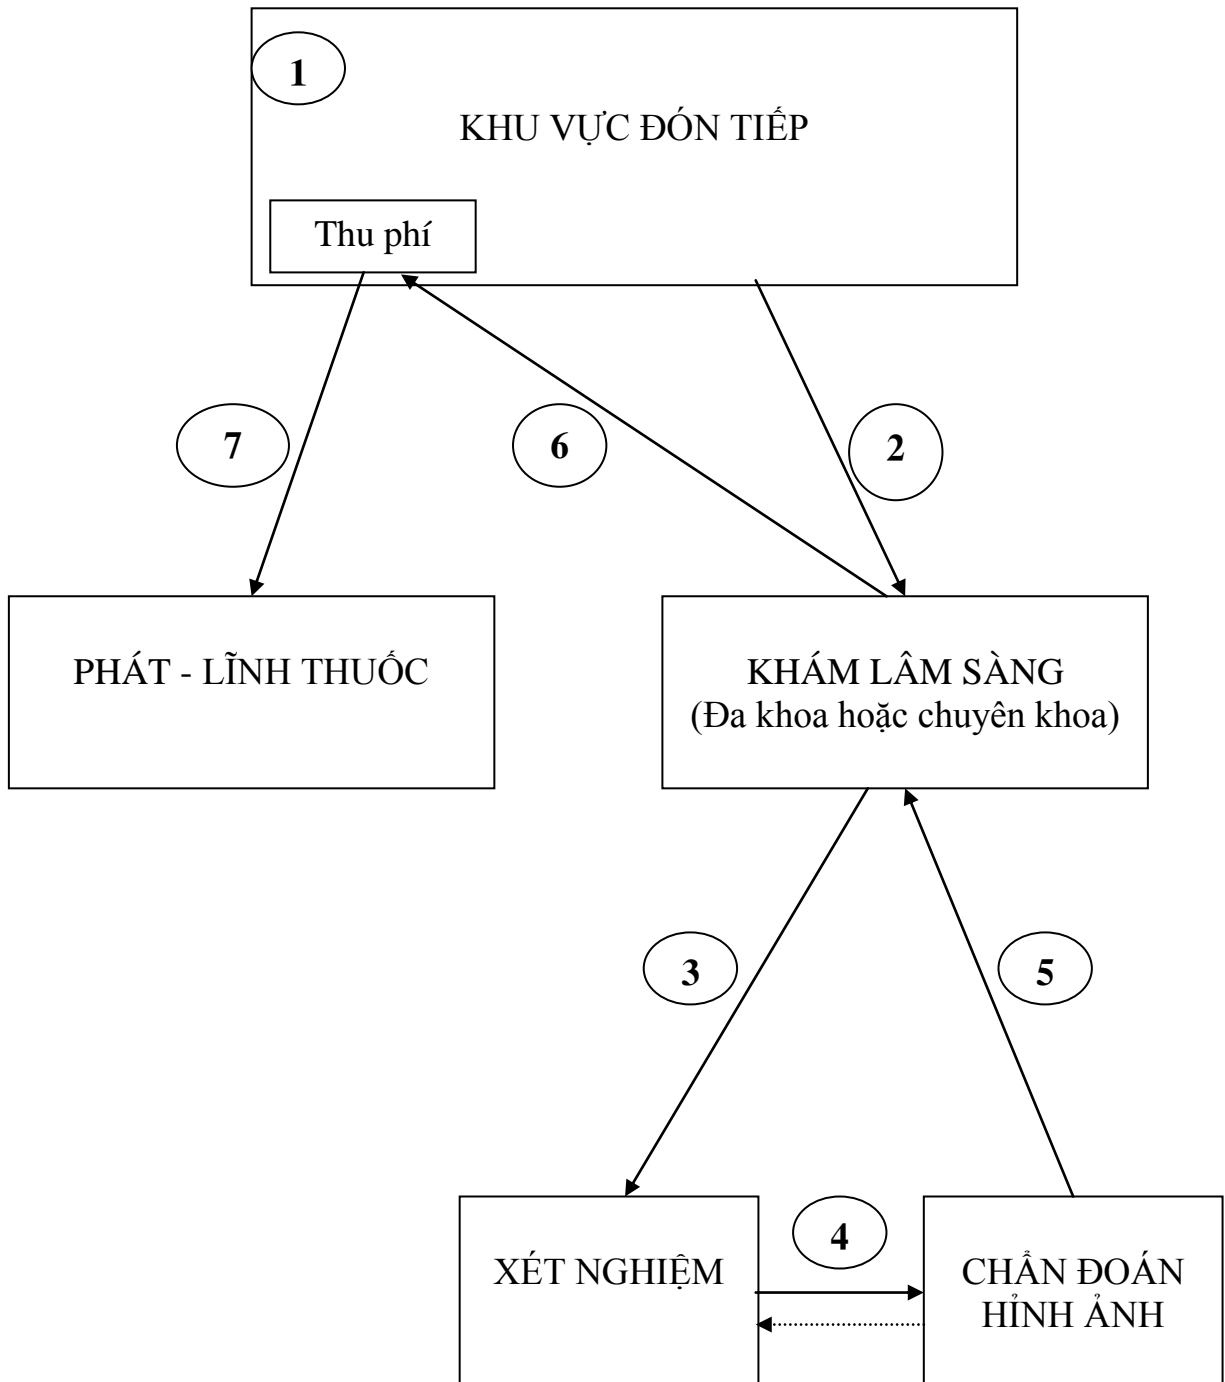 1
KHU VỰC ĐÓN TIẾP
Thu phí
7
6
2
PHÁT - LĨNH THUỐC
KHÁM LÂM SÀNG
(Đa khoa hoặc chuyên khoa)
3
5
4
XÉT NGHIỆM
CHẨN ĐOÁN
HỈNH ẢNH